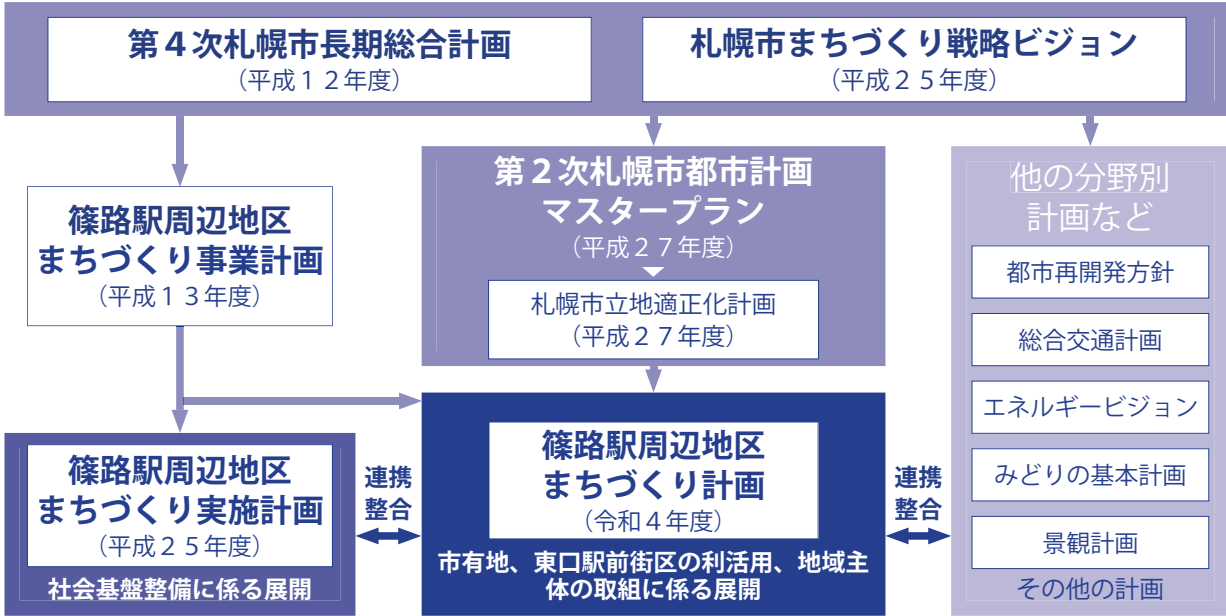 第４次札幌市長期総合計画
（平成１２年度）
札幌市まちづくり戦略ビジョン
（平成２５年度）
篠路駅周辺地区
まちづくり事業計画
（平成１３年度）
第２次札幌市都市計画
マスタープラン
（平成２７年度）
札幌市立地適正化計画
（平成２７年度）
他の分野別
計画など
都市再開発方針
総合交通計画
エネルギービジョン
みどりの基本計画
景観計画
その他の計画
篠路駅周辺地区
まちづくり実施計画
（平成２５年度）
社会基盤整備に係る展開
連携
整合
篠路駅周辺地区
まちづくり計画
（令和４年度）
市有地、東口駅前街区の利活用、地域主
体の取組に係る展開
連携
整合